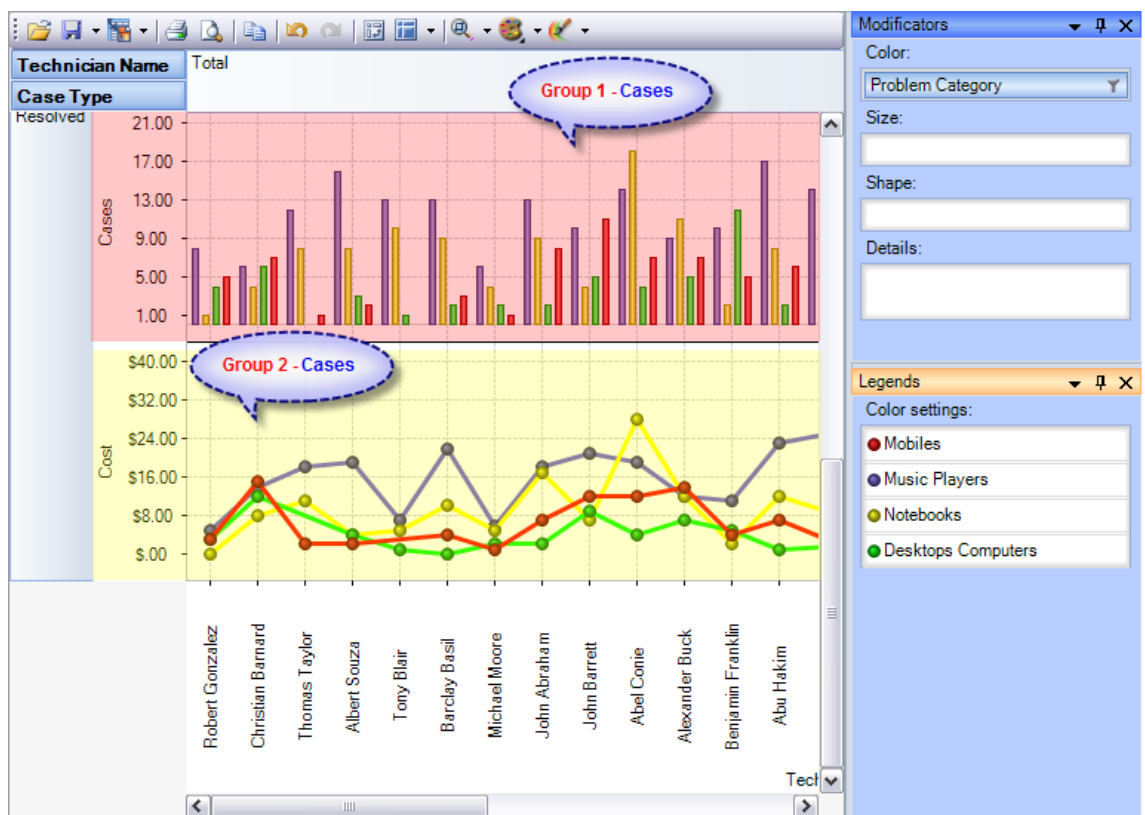 Technician Name
Case Type
Total
Resolved
Group 1 - Cases
Cases
21.00
17.00
13.00
9.00
5.00
1.00
Group 2 - Cases
Cost
$40.00
$32.00
$24.00
$16.00
$8.00
$.00
Robert Gonzalez
Christian Barnard
Thomas Taylor
Albert Souza
Tony Blair
Barclay Basil
Michael Moore
John Abraham
John Barrett
Abel Conie
Alexander Buck
Benjamin Franklin
Abu Hakim
Tech
Modificators
Color:
Problem Category
Size:
Shape:
Details:
Legends
Color settings:
Mobiles
Music Players
Notebooks
Desktops Computers